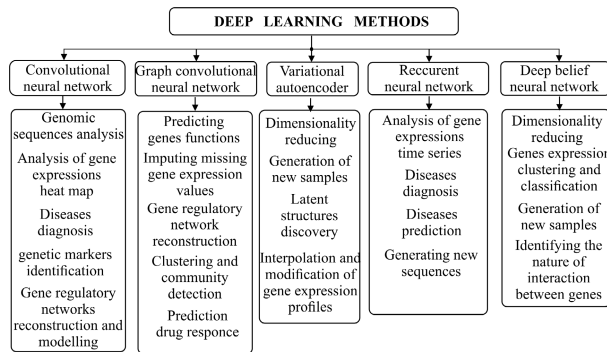 DEEP LEARNING METHODS
Convolutional
neural network
Graph convolutional
neural network
Variational
autoencoder
Reccurent
neural network
Deep belief
neural network
Genomic
sequences analysis
Analysis of gene
expressions
heat map
Diseases
diagnosis
genetic markers
identification
Gene regulatory
networks
reconstruction and
modelling
Predicting
genes functions
Imputing missing
gene expression
values
Gene regulatory
network
reconstruction
Clustering and
community
detection
Prediction
drug responce
Dimensionality
reducing
Generation of
new samples
Latent
structures
discovery
Interpolation and
modification of
gene expression
profiles
Analysis of gene
expressions
time series
Diseases
diagnosis
Diseases
prediction
Generating new
sequences
Dimensionality
reducing
Genes expression
clustering and
classification
Generation of
new samples
Identifying the
nature of
interaction
between genes